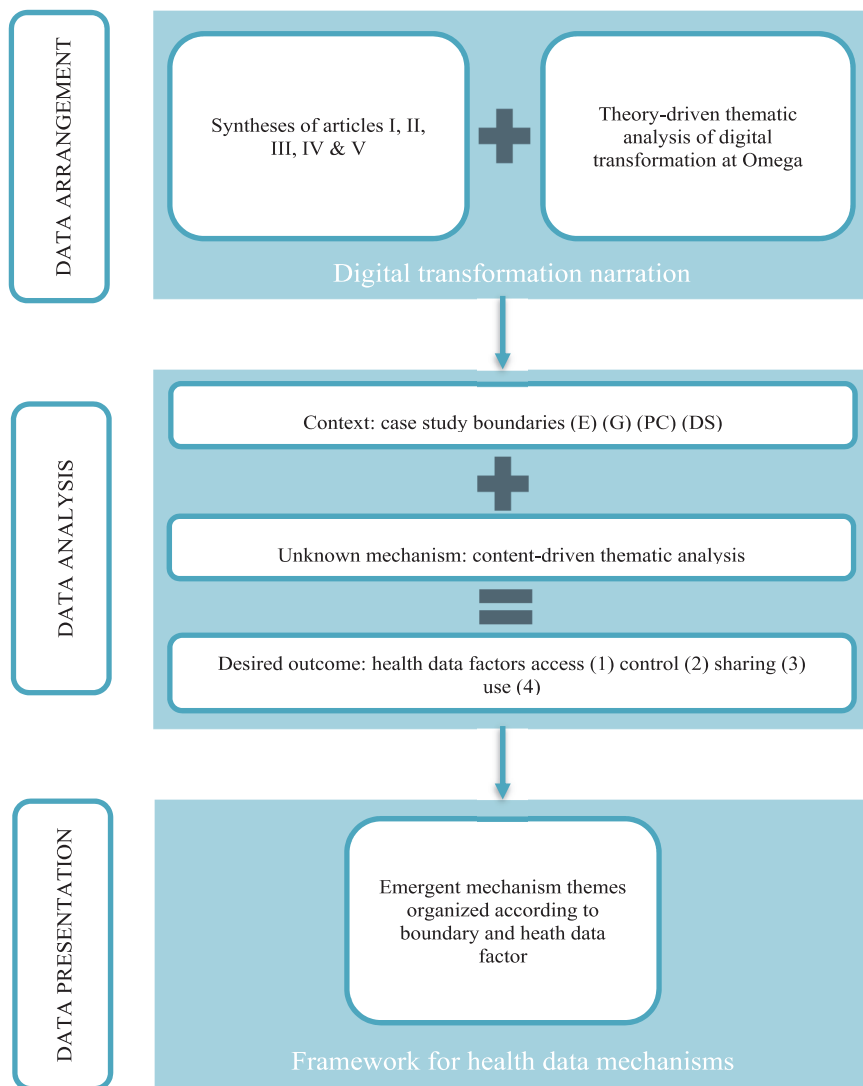 DATA ARRANGEMENT
Syntheses of articles I, II,
III, IV & V
Theory-driven thematic
analysis of digital
transformation at Omega
Digital transformation narration
DATA ANALYSIS
Context: case study boundaries (E) (G) (PC) (DS)
Unknown mechanism: content-driven thematic analysis
Desired outcome: health data factors access (1) control (2) sharing (3)
use (4)
DATA PRESENTATION
Emergent mechanism themes
organized according to
boundary and heath data
factor
Framework for health data mechanisms